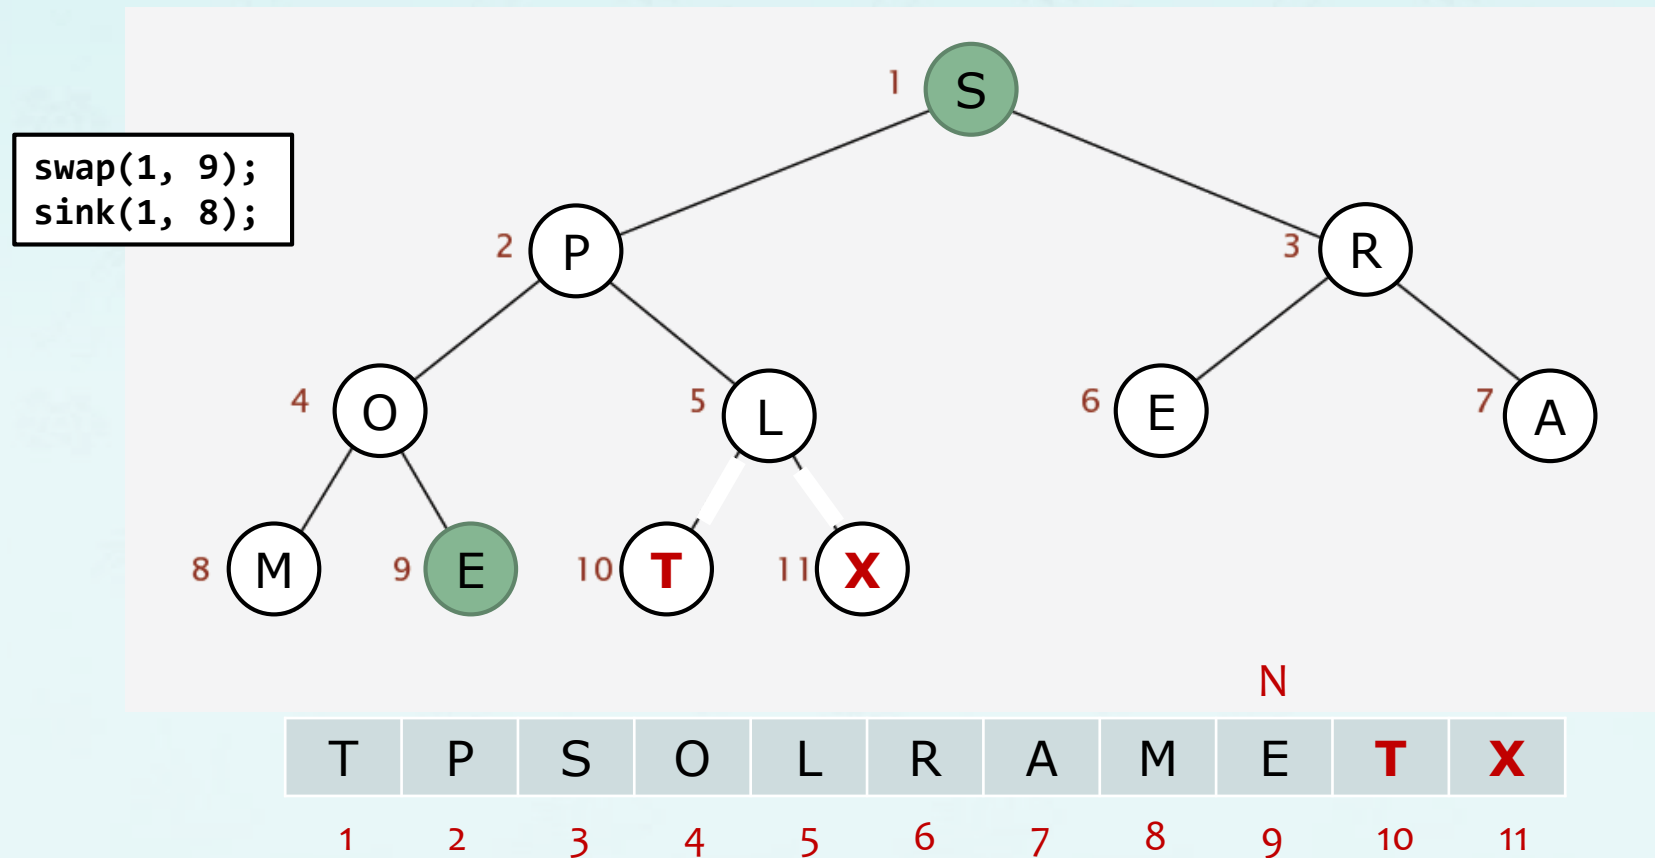 1 S
swap(1, 9);
sink(1, 8);
2 P 3 R
4 O 5 L 6 E 7 A
8 M 9 E 10 T 11 X
N
T P S O L R A M E T X
1 2 3 4 5 6 7 8 9 10 11